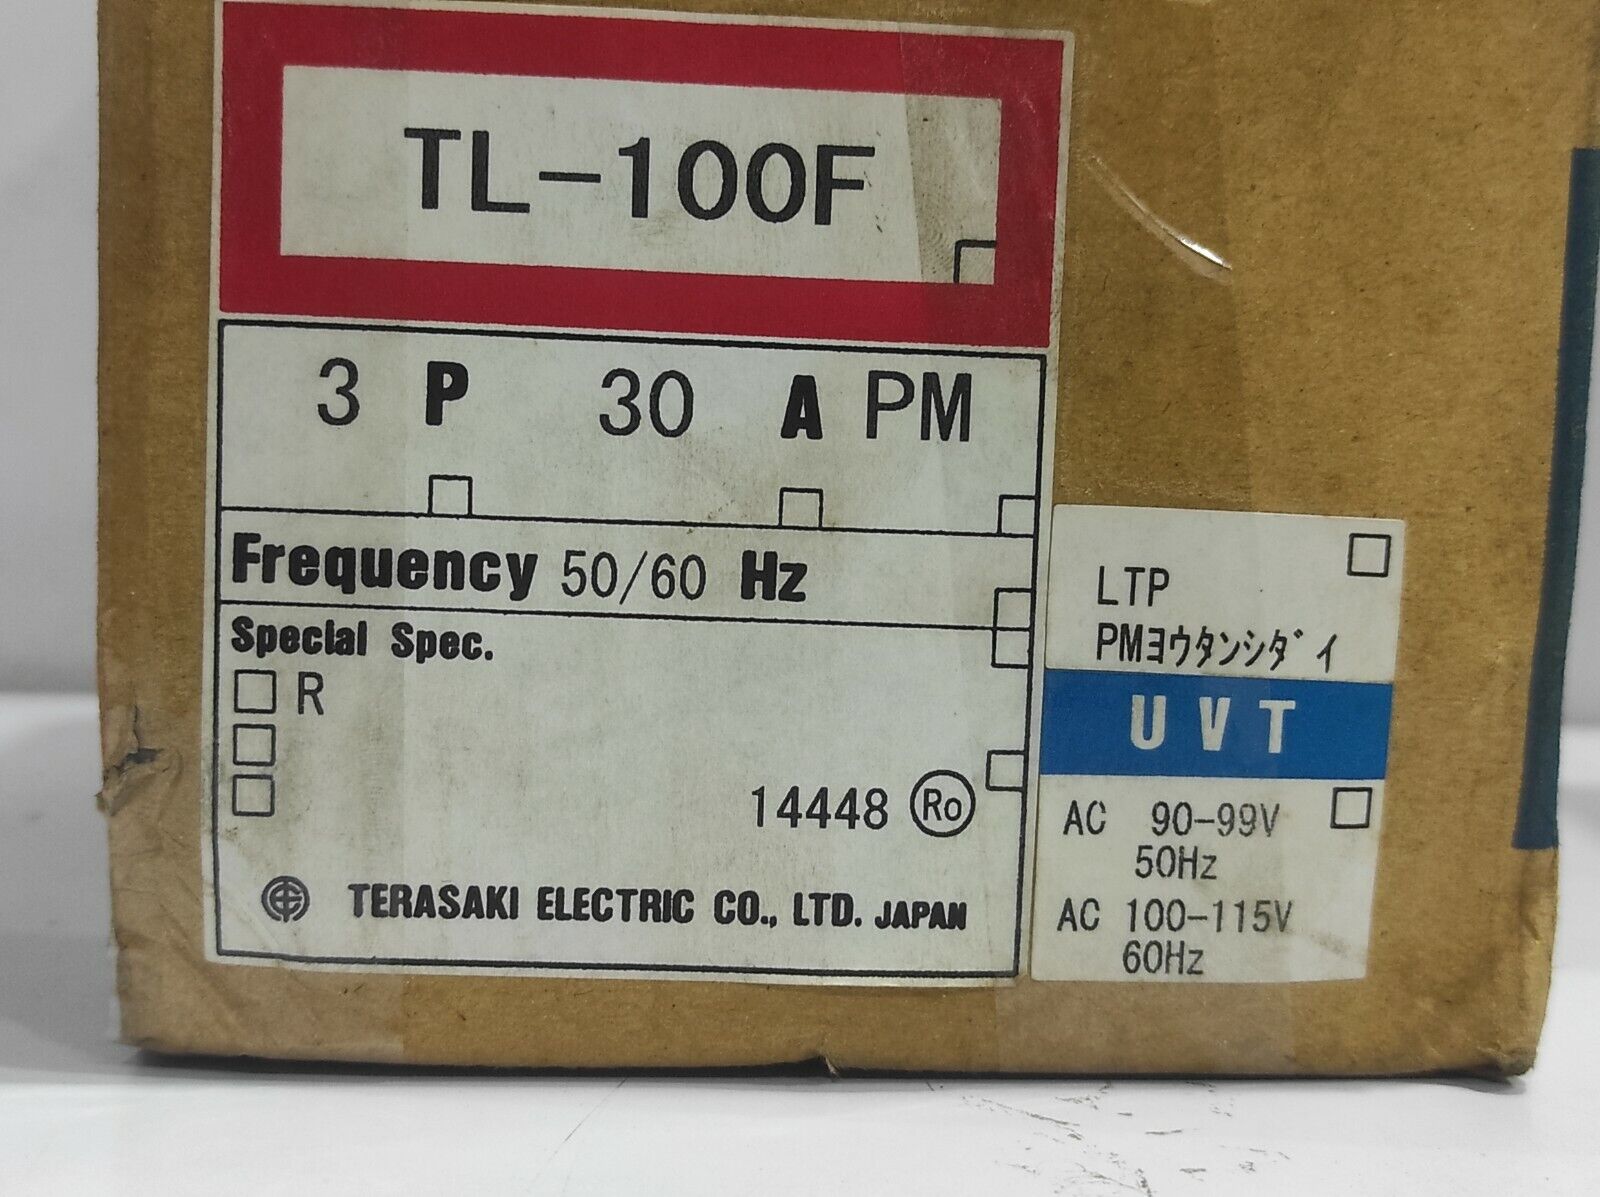 TL-100F
3 P 30 A PM
Frequency 50/60 Hz
Special Spec.
R
14448 Ro
TERASAKI ELECTRIC CO., LTD. JAPAN
LTP
PMヨウタンシダイ
UVT
AC 90-99V
50Hz
AC 100-115V
60Hz